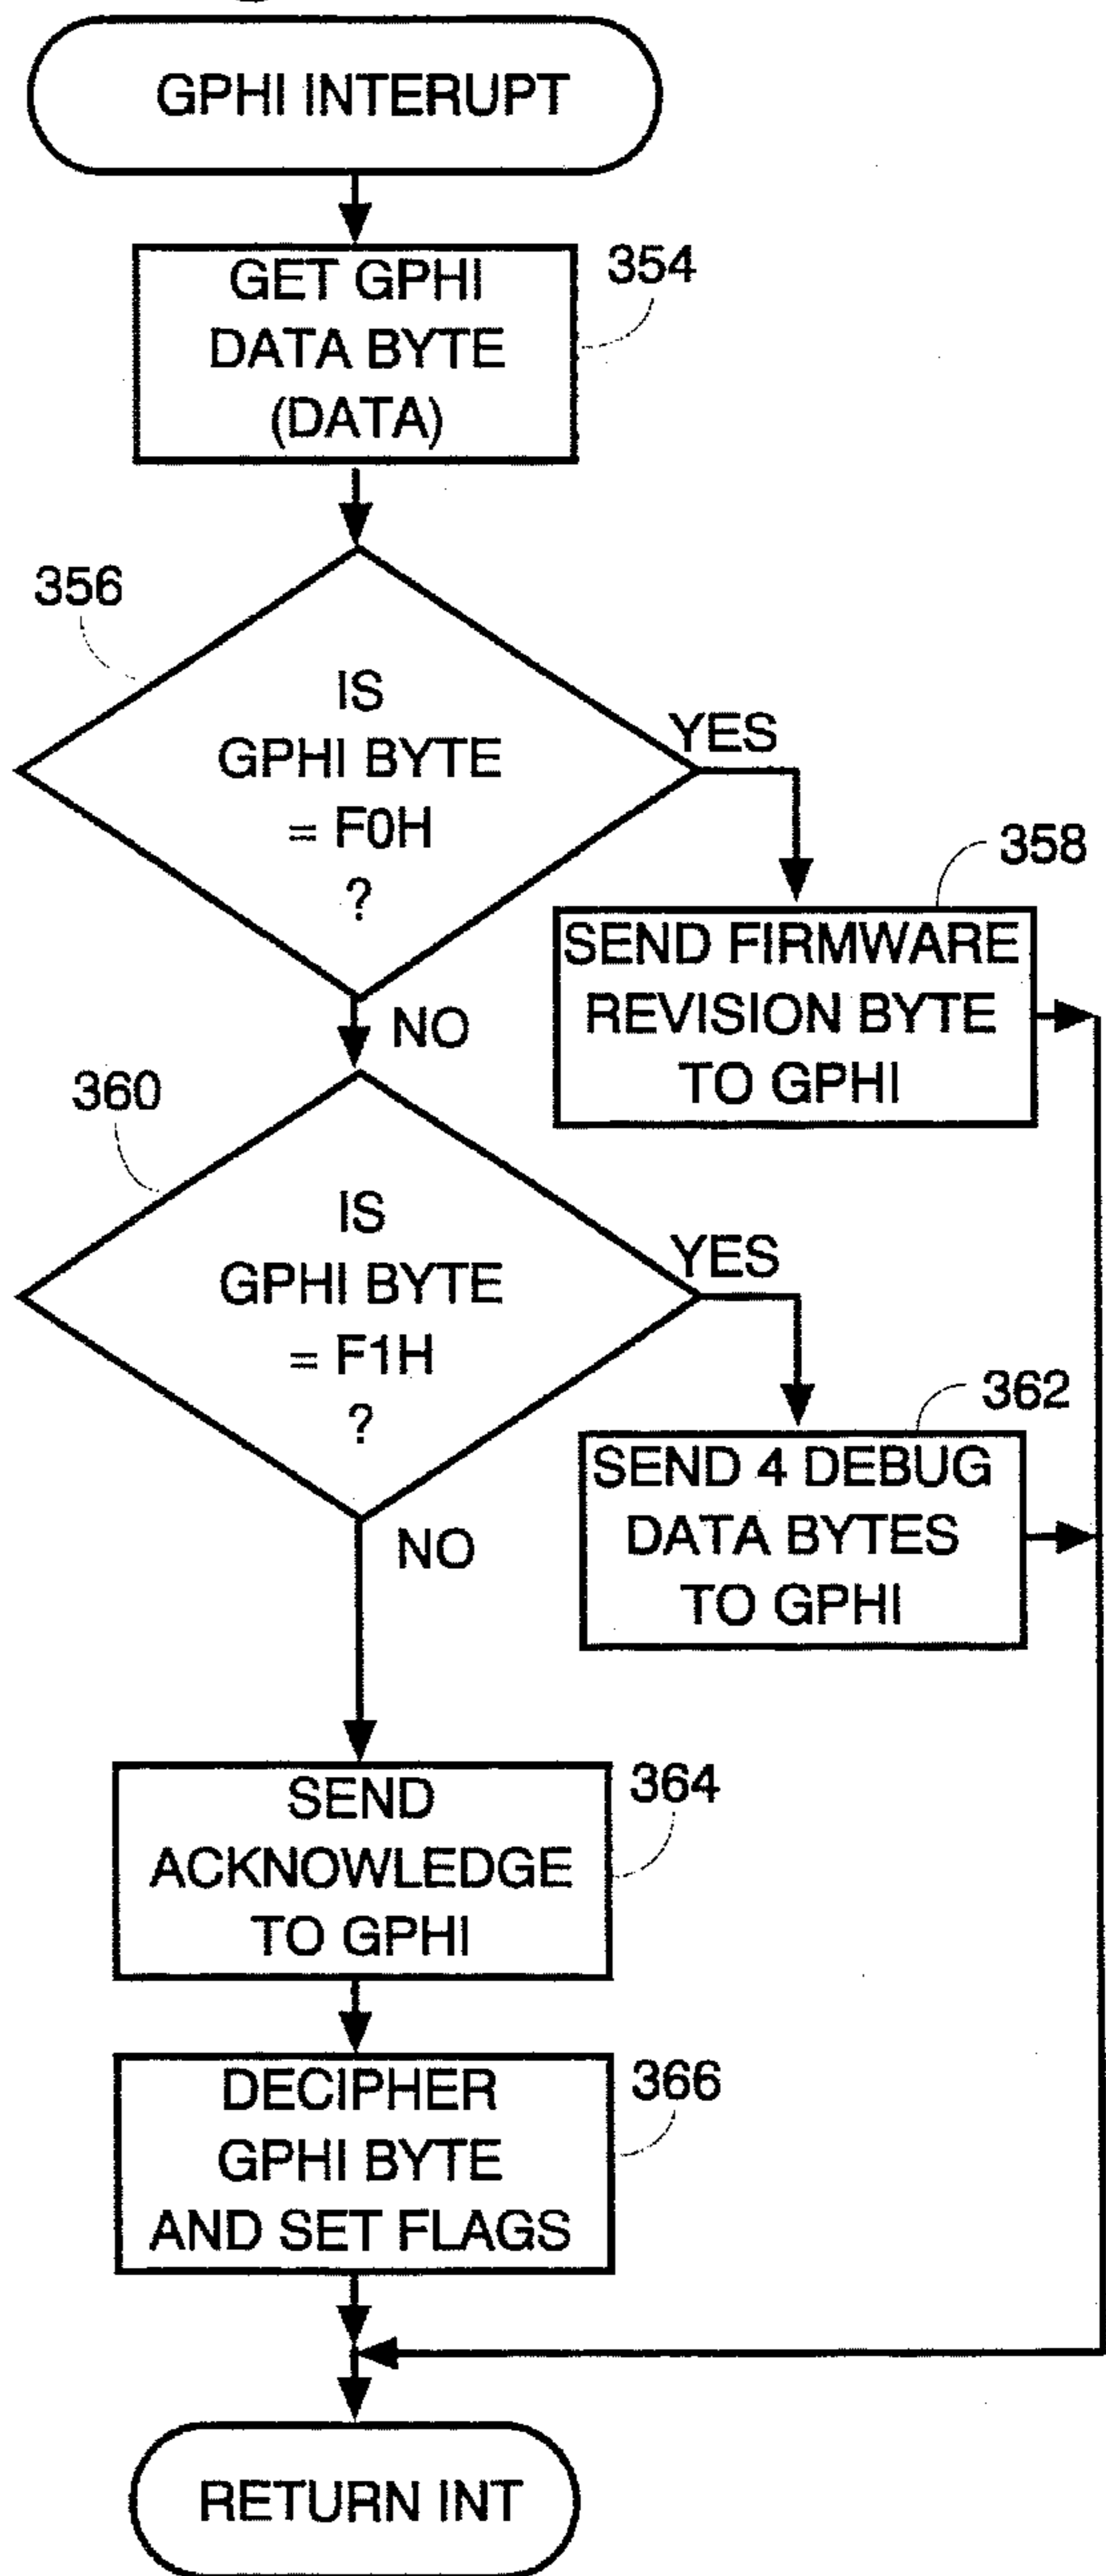 GPHI INTERUPT
354
GET GPHI
DATA BYTE
(DATA)
356
IS
GPHI BYTE
= F0H
?
YES
NO
358
SEND FIRMWARE
REVISION BYTE
TO GPHI
360
IS
GPHI BYTE
= F1H
?
YES
NO
362
SEND 4 DEBUG
DATA BYTES
TO GPHI
364
SEND
ACKNOWLEDGE
TO GPHI
366
DECIPHER
GPHI BYTE
AND SET FLAGS
RETURN INT